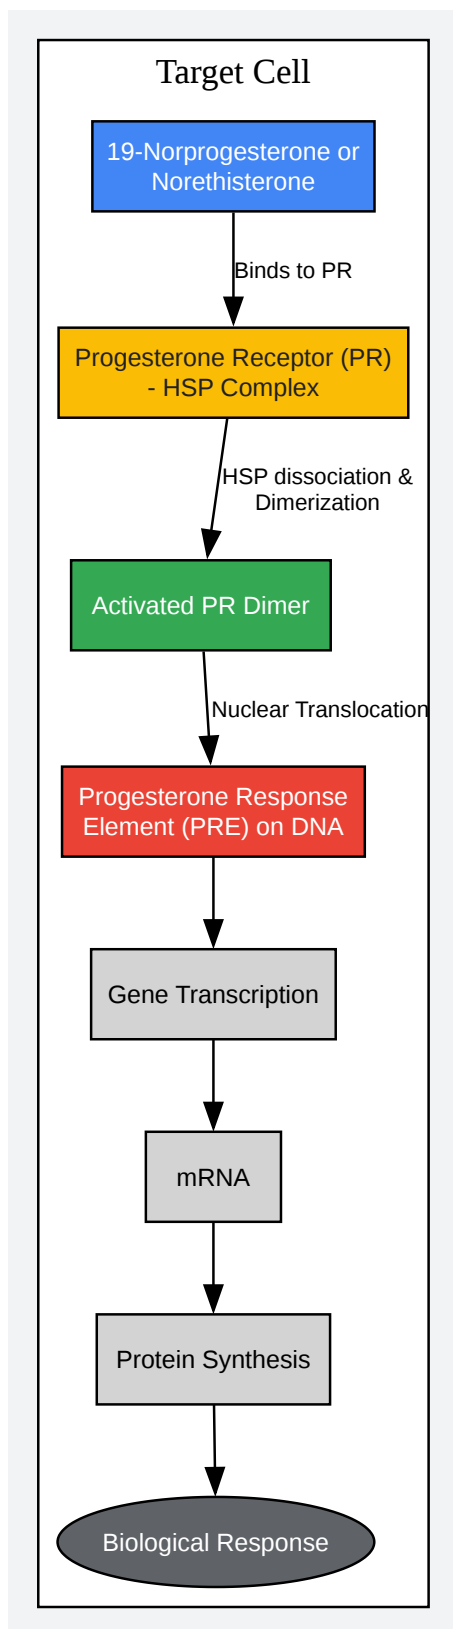 Target Cell
19-Norprogesterone or
Norethisterone
Binds to PR
Progesterone Receptor (PR)
- HSP Complex
HSP dissociation &
Dimerization
Activated PR Dimer
Nuclear Translocation
Progesterone Response
Element (PRE) on DNA
Gene Transcription
mRNA
Protein Synthesis
Biological Response